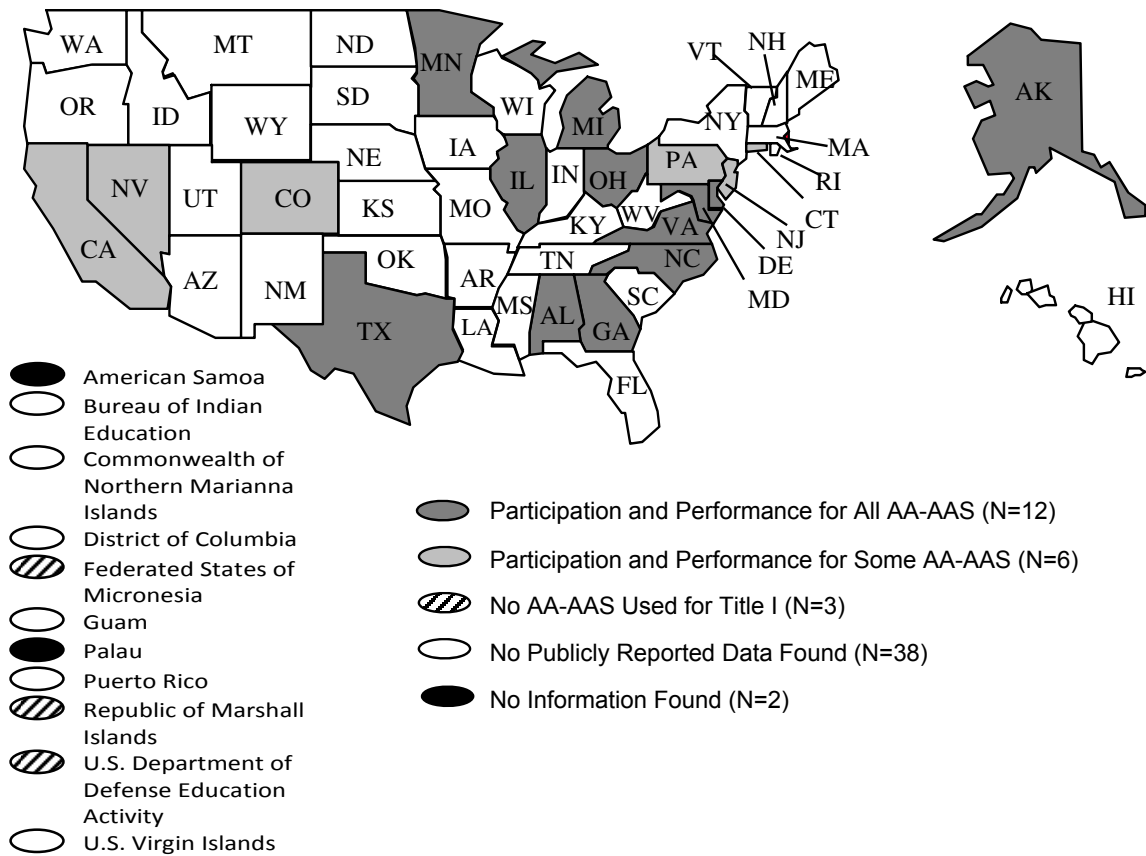 WA
MT
ND
MN
VT
NH
ME
OR
ID
SD
WI
WY
MI
NY
AK
MA
NE
IA
PA
RI
NV
UT
CO
IL
IN
OH
NJ
CT
CA
KS
MO
WV
VA
KY
DE
AZ
NM
OK
AR
TN
NC
MD
TX
LA
MS
AL
GA
SC
FL
HI
American Samoa
Bureau of Indian
Education
Commonwealth of
Northern Marianna
Islands
District of Columbia
Federated States of
Micronesia
Guam
Palau
Puerto Rico
Republic of Marshall
Islands
U.S. Department of
Defense Education
Activity
U.S. Virgin Islands
Participation and Performance for All AA-AAS (N=12)
Participation and Performance for Some AA-AAS (N=6)
No AA-AAS Used for Title I (N=3)
No Publicly Reported Data Found (N=38)
No Information Found (N=2)